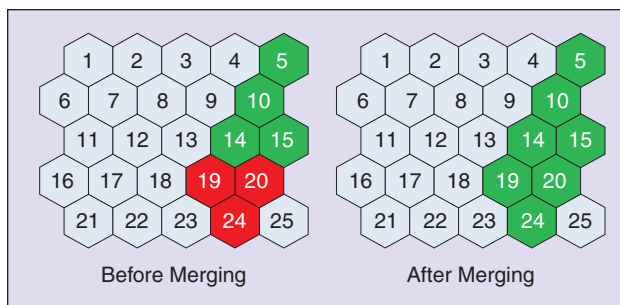 1 2 3 4 5 1 2 3 4 5
6 7 8 9 10 6 7 8 9 10
11 12 13 14 15 11 12 13 14 15
16 17 18 19 20 16 17 18 19 20
21 22 23 24 25 21 22 23 24 25
Before Merging After Merging